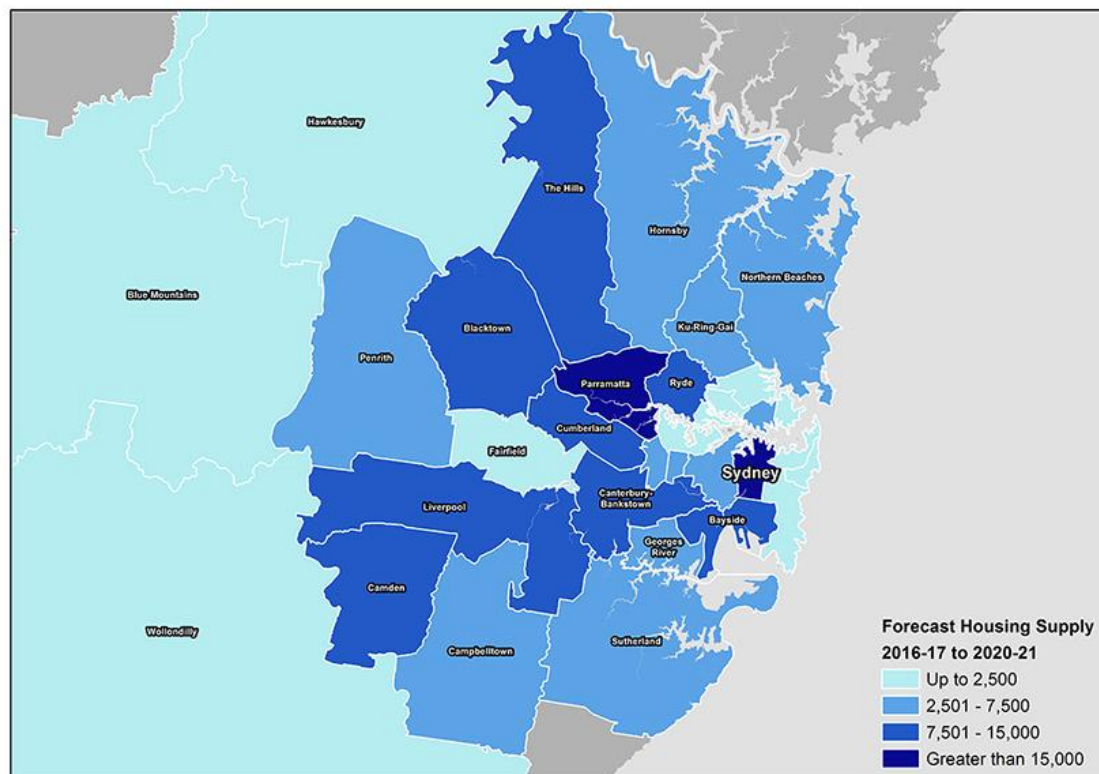 Hawkesbury
The Hills
Hornsby
Northern Beaches
Blue Mountains
Ku-Ring-Gai
Blacktown
Penrith
Parramatta
Ryde
Cumberland
Fairfield
Sydney
Canterbury-
Bankstown
Liverpool
Bayside
Georges
River
Camden
Wollondilly
Campbelltown
Sutherland
Forecast Housing Supply
2016-17 to 2020-21
Up to 2,500
2,501 - 7,500
7,501 - 15,000
Greater than 15,000